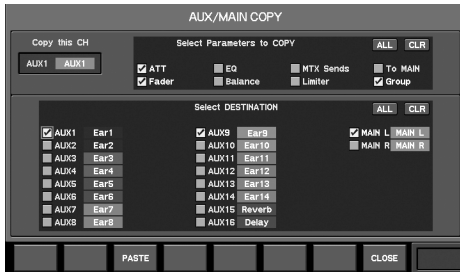 AUX/MAIN COPY
Copy this CH
AUX1 AUX1
Select Parameters to COPY
ALL CLR
ATT EQ MTX Sends To MAIN
Fader Balance Limiter Group
Select DESTINATION
ALL CLR
AUX1 Ear1 AUX9 Ear9 MAIN L MAIN L
AUX2 Ear2 AUX10 Ear10 MAIN R MAIN R
AUX3 Ear3 AUX11 Ear11
AUX4 Ear4 AUX12 Ear12
AUX5 Ear5 AUX13 Ear13
AUX6 Ear6 AUX14 Ear14
AUX7 Ear7 AUX15 Reverb
AUX8 Ear8 AUX16 Delay
PASTE CLOSE